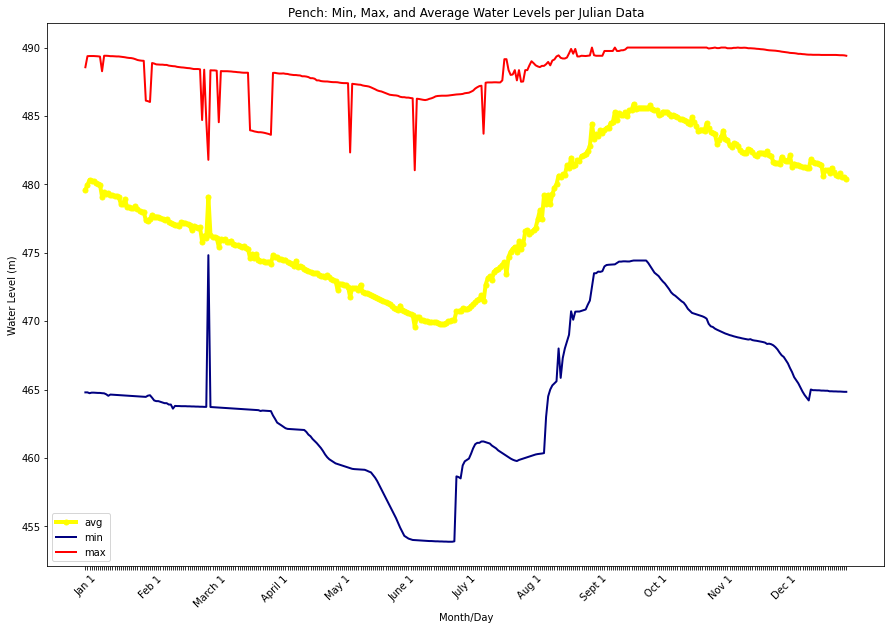 Pench: Min, Max, and Average Water Levels per Julian Data
490
485
480
475
470
465
460
455
Water Level (m)
avg
min
max
Jan 1
Feb 1
March 1
April 1
May 1
June 1
July 1
Aug 1
Sept 1
Oct 1
Nov 1
Dec 1
Month/Day